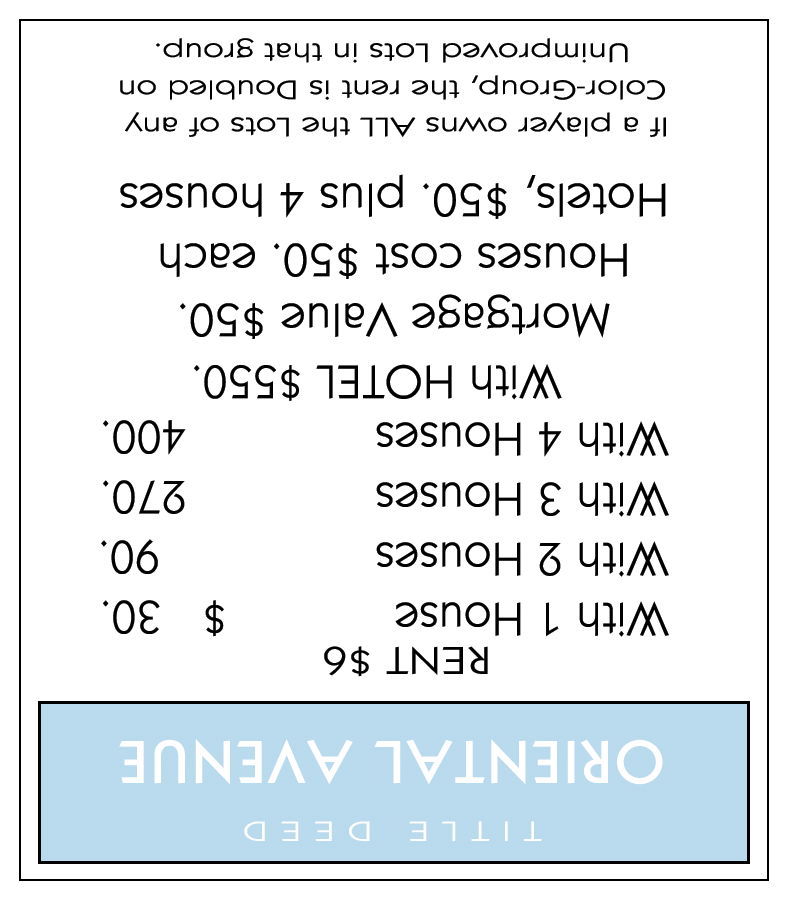 TITLE DEED
ORIENTAL AVENUE
RENT $6
With 1 House $ 30.
With 2 Houses 90.
With 3 Houses 270.
With 4 Houses 400.
With HOTEL $550.
Mortgage Value $50.
Houses cost $50. each
Hotels, $50. plus 4 houses
If a player owns ALL the Lots of any
Color-Group, the rent is Doubled on
Unimproved Lots in that group.